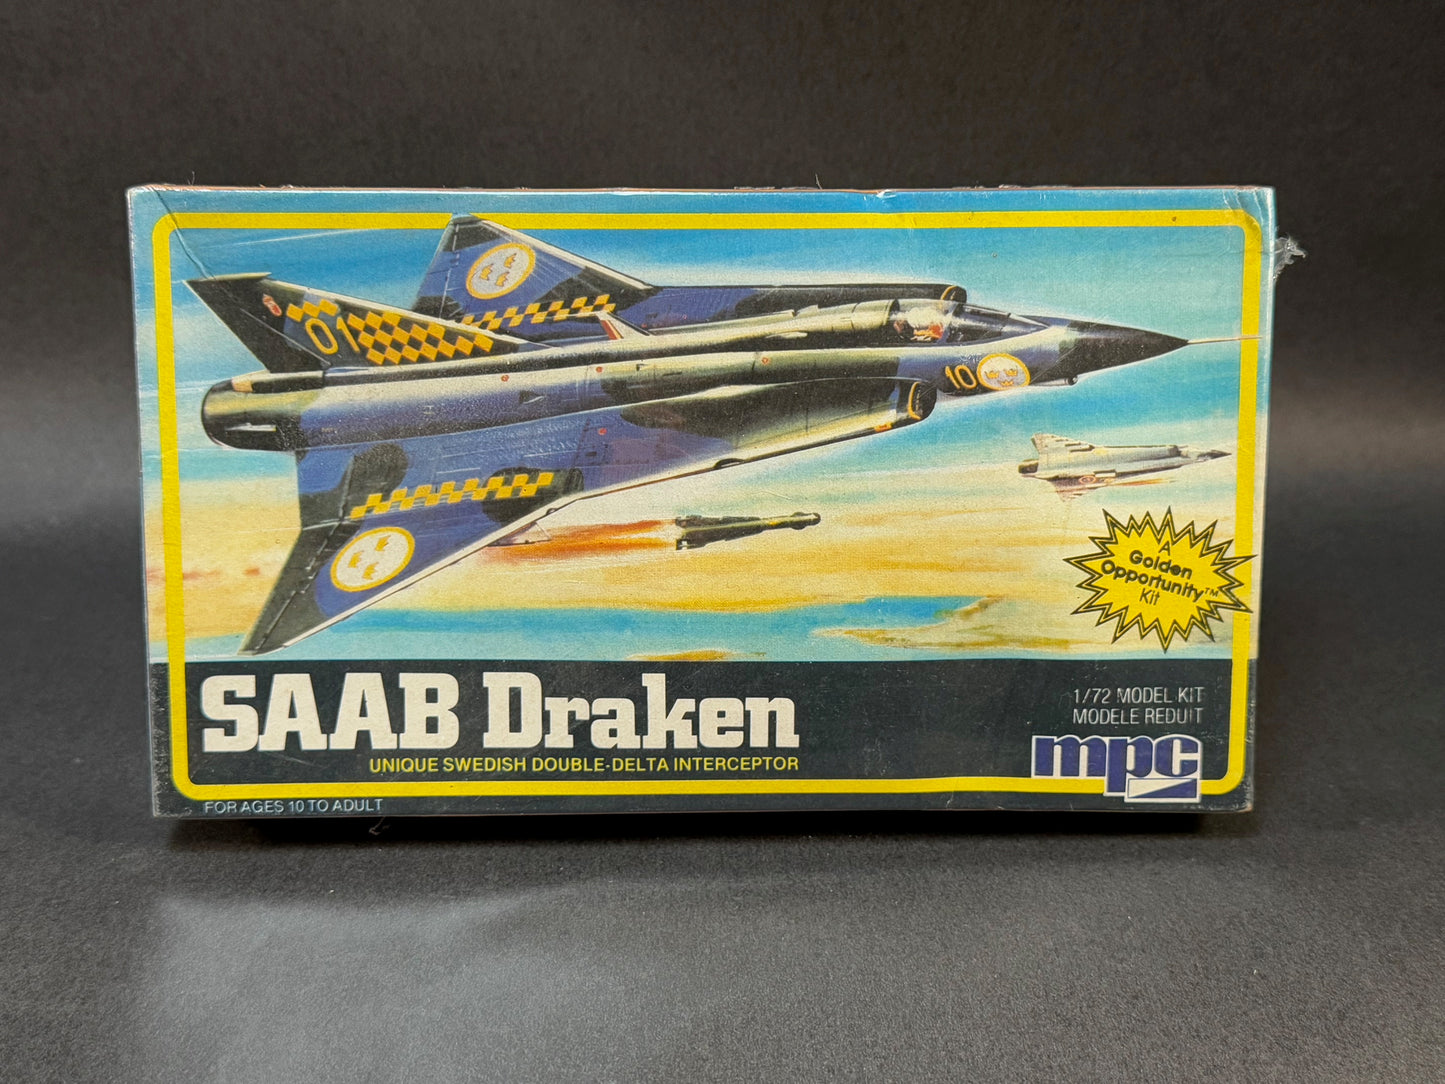 01
10
A
Golden
Opportunity™
Kit
SAAB Draken
UNIQUE SWEDISH DOUBLE-DELTA INTERCEPTOR
1/72 MODEL KIT
MODELE REDUIT
mpc
FOR AGES 10 TO ADULT